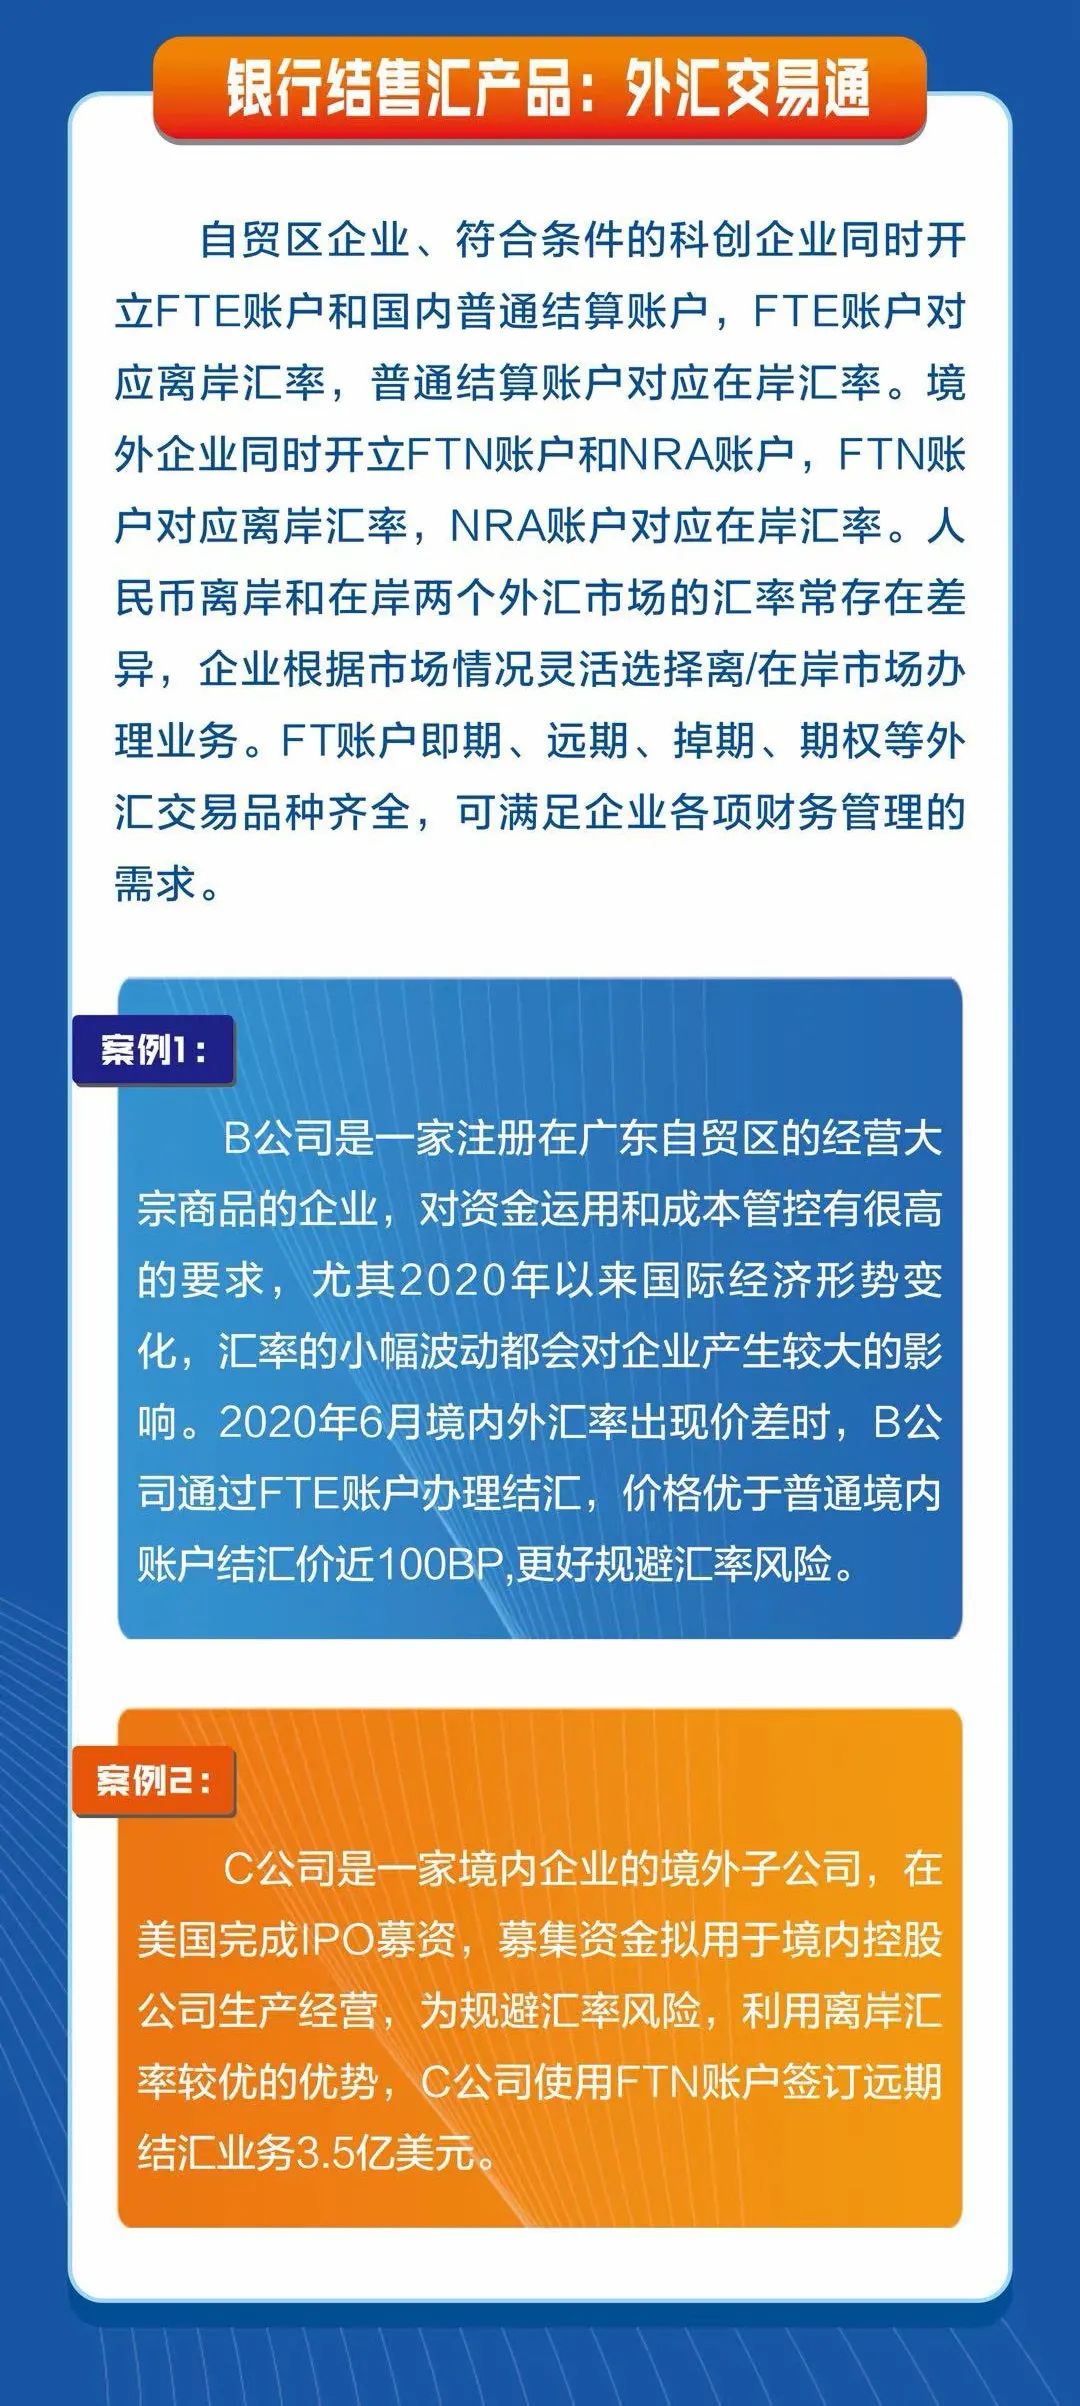 银行结售汇产品：外汇交易通
自贸区企业、符合条件的科创企业同时开
立FTE账户和国内普通结算账户，FTE账户对
应离岸汇率，普通结算账户对应在岸汇率。境
外企业同时开立FTN账户和NRA账户，FTN账
户对应离岸汇率，NRA账户对应在岸汇率。人
民币离岸和在岸两个外汇市场的汇率常存在差
异，企业根据市场情况灵活选择离/在岸市场办
理业务。FT账户即期、远期、掉期、期权等外
汇交易品种齐全，可满足企业各项财务管理的
需求。
案例1：
B公司是一家注册在广东自贸区的经营大
宗商品的企业，对资金运用和成本管控有很高
的要求，尤其2020年以来国际经济形势变
化，汇率的小幅波动都会对企业产生较大的影
响。2020年6月境内外汇率出现价差时，B公
司通过FTE账户办理结汇，价格优于普通境内
账户结汇价近100BP,更好规避汇率风险。
案例2：
C公司是一家境内企业的境外子公司，在
美国完成IPO募资，募集资金拟用于境内控股
公司生产经营，为规避汇率风险，利用离岸汇
率较优的优势，C公司使用FTN账户签订远期
结汇业务3.5亿美元。